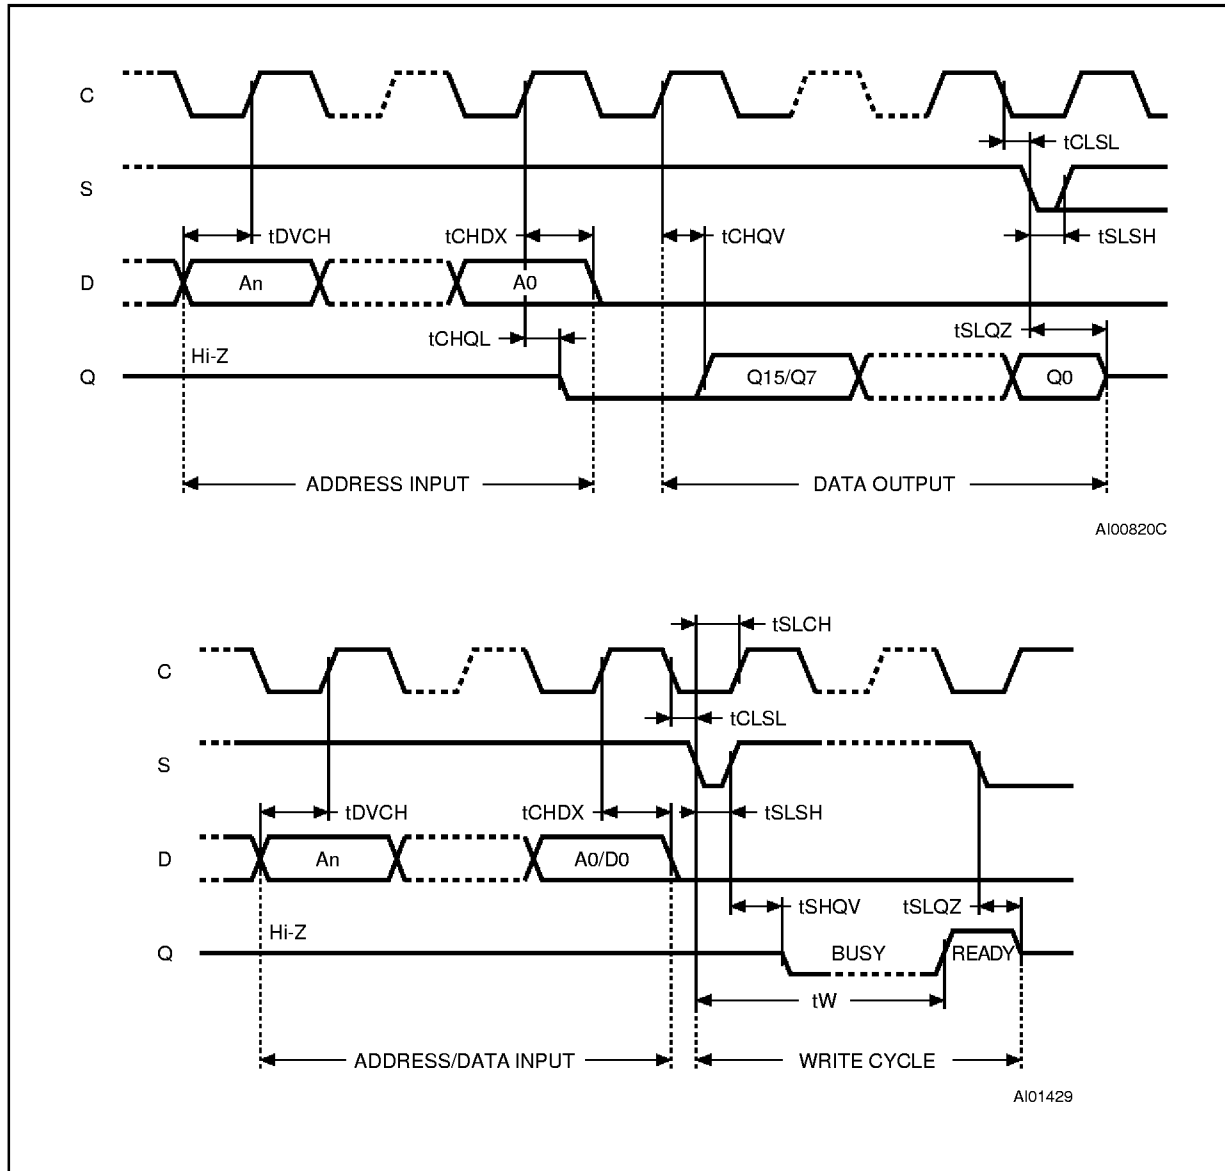 C
tCLSL
S
tDVCH
tCHDX
tCHQV
tSLSH
D
An
A0
tCHQL
tSLQZ
Hi-Z
Q
Q15/Q7
Q0
ADDRESS INPUT
DATA OUTPUT
AI00820C
tSLCH
C
tCLSL
S
tDVCH
tCHDX
tSLSH
D
An
A0/D0
tSHQV
tSLQZ
Hi-Z
Q
BUSY
READY
tW
ADDRESS/DATA INPUT
WRITE CYCLE
AI01429